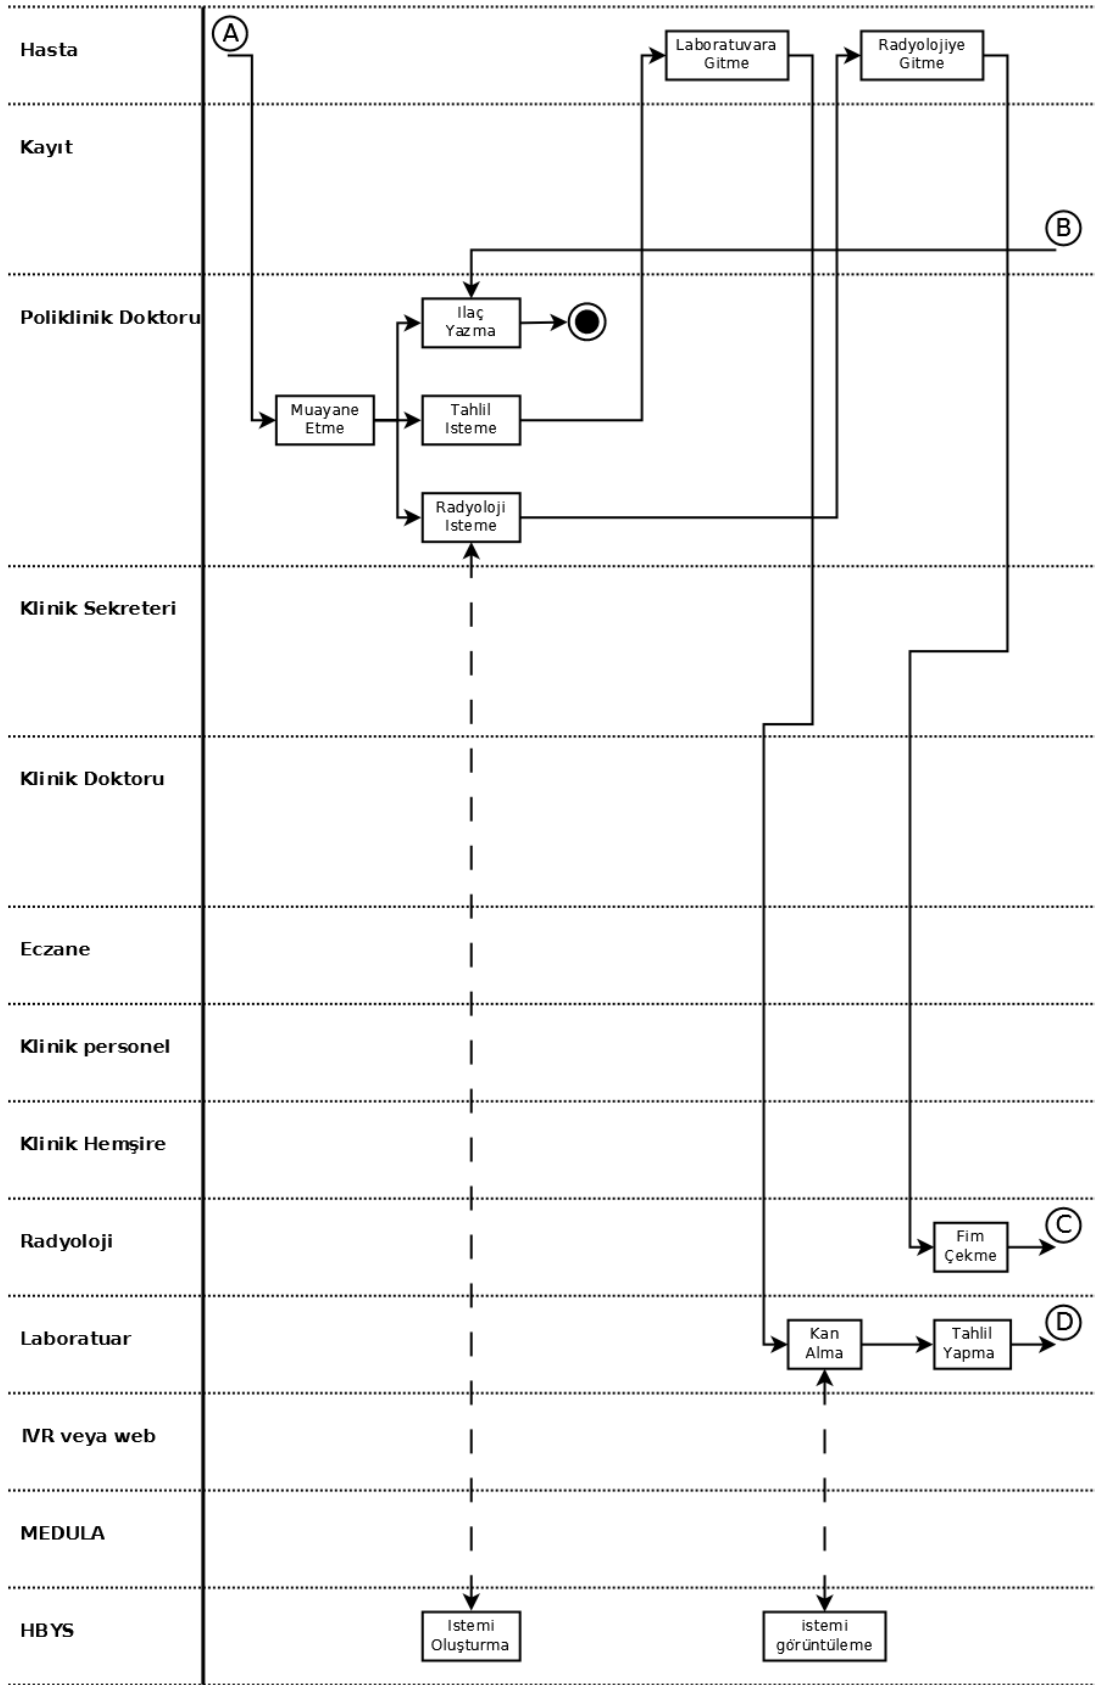 A
Hasta
Laboratuvara
Gitme
Radyolojiye
Gitme
Kayıt
B
Poliklinik Doktoru
Ilaç
Yazma
Muayane
Etme
Tahlil
Isteme
Radyoloji
Isteme
Klinik Sekreteri
Klinik Doktoru
Eczane
Klinik personel
Klinik Hemşire
Radyoloji
Fim
Çekme
C
Laboratuar
Kan
Alma
Tahlil
Yapma
D
IVR veya web
MEDULA
HBYS
Istemi
Oluşturma
istemi
görüntüleme